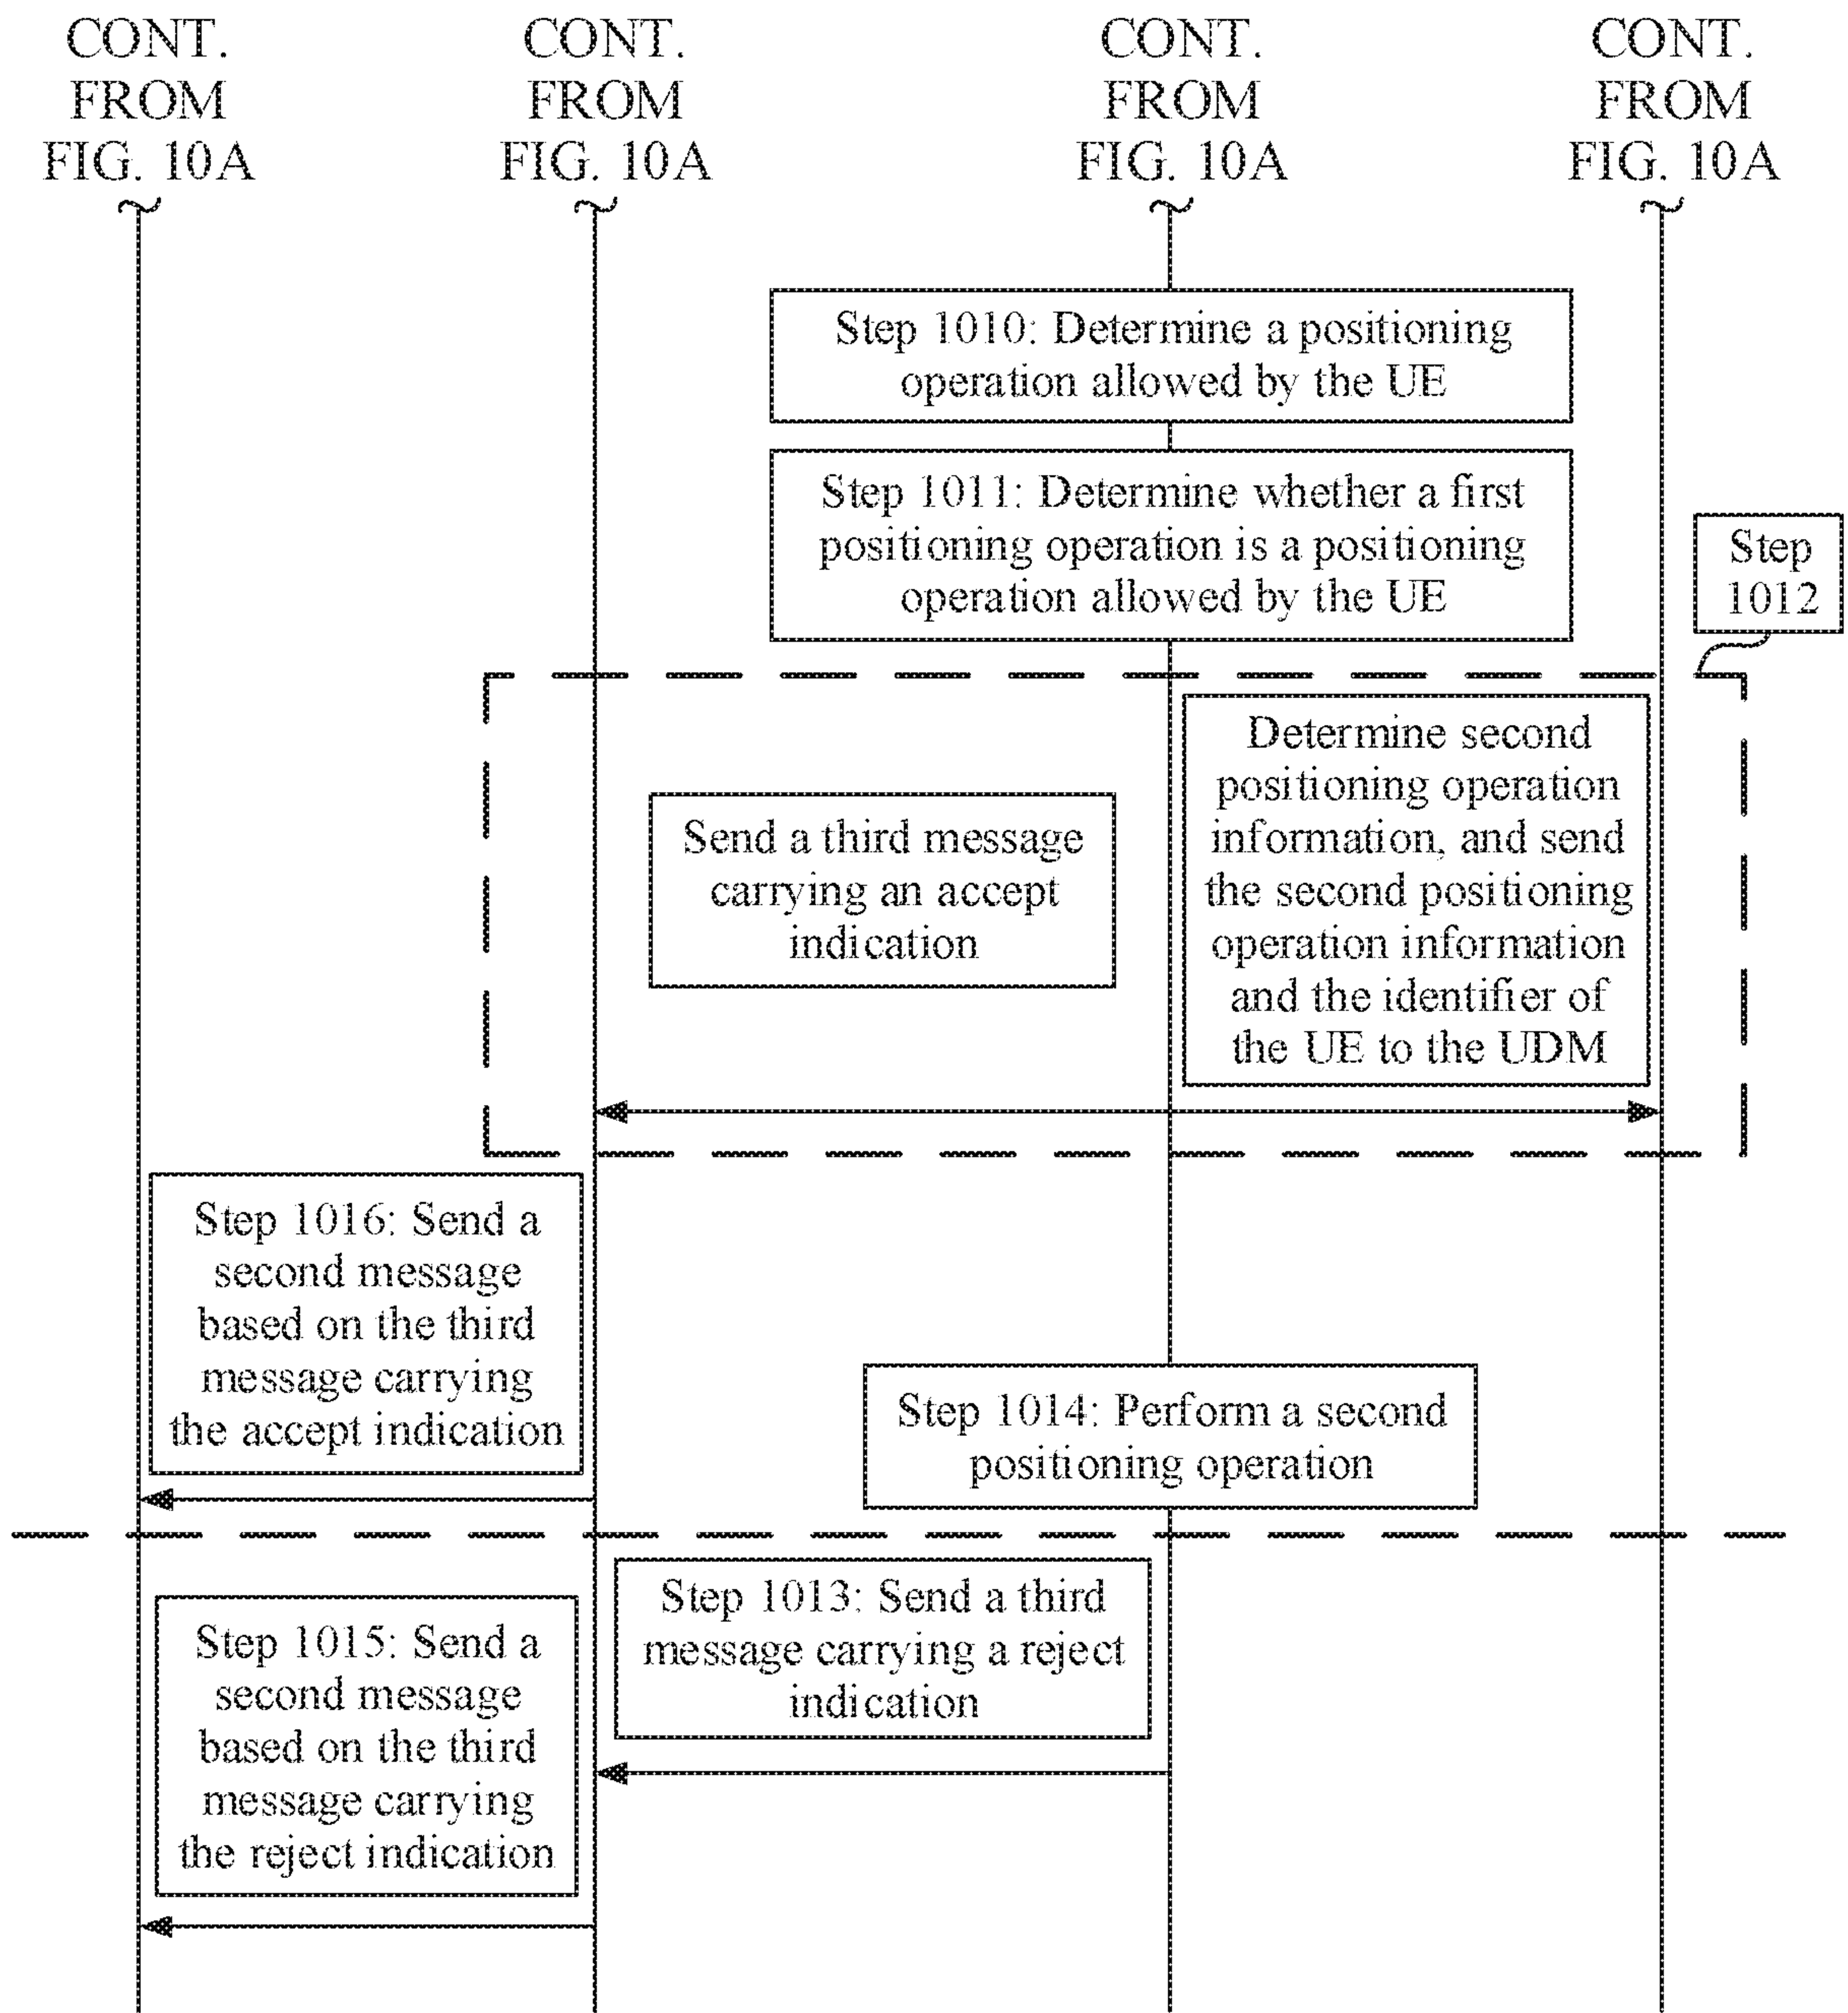 CONT.
FROM
FIG. 10A
CONT.
FROM
FIG. 10A
CONT.
FROM
FIG. 10A
CONT.
FROM
FIG. 10A
Step 1010: Determine a positioning
operation allowed by the UE
Step 1011: Determine whether a first
positioning operation is a positioning
operation allowed by the UE
Step
1012
Send a third message
carrying an accept
indication
Determine second
positioning operation
information, and send
the second positioning
operation information
and the identifier of
the UE to the UDM
Step 1016: Send a
second message
based on the third
message carrying
the accept indication
Step 1014: Perform a second
positioning operation
Step 1013: Send a third
message carrying a reject
indication
Step 1015: Send a
second message
based on the third
message carrying
the reject indication